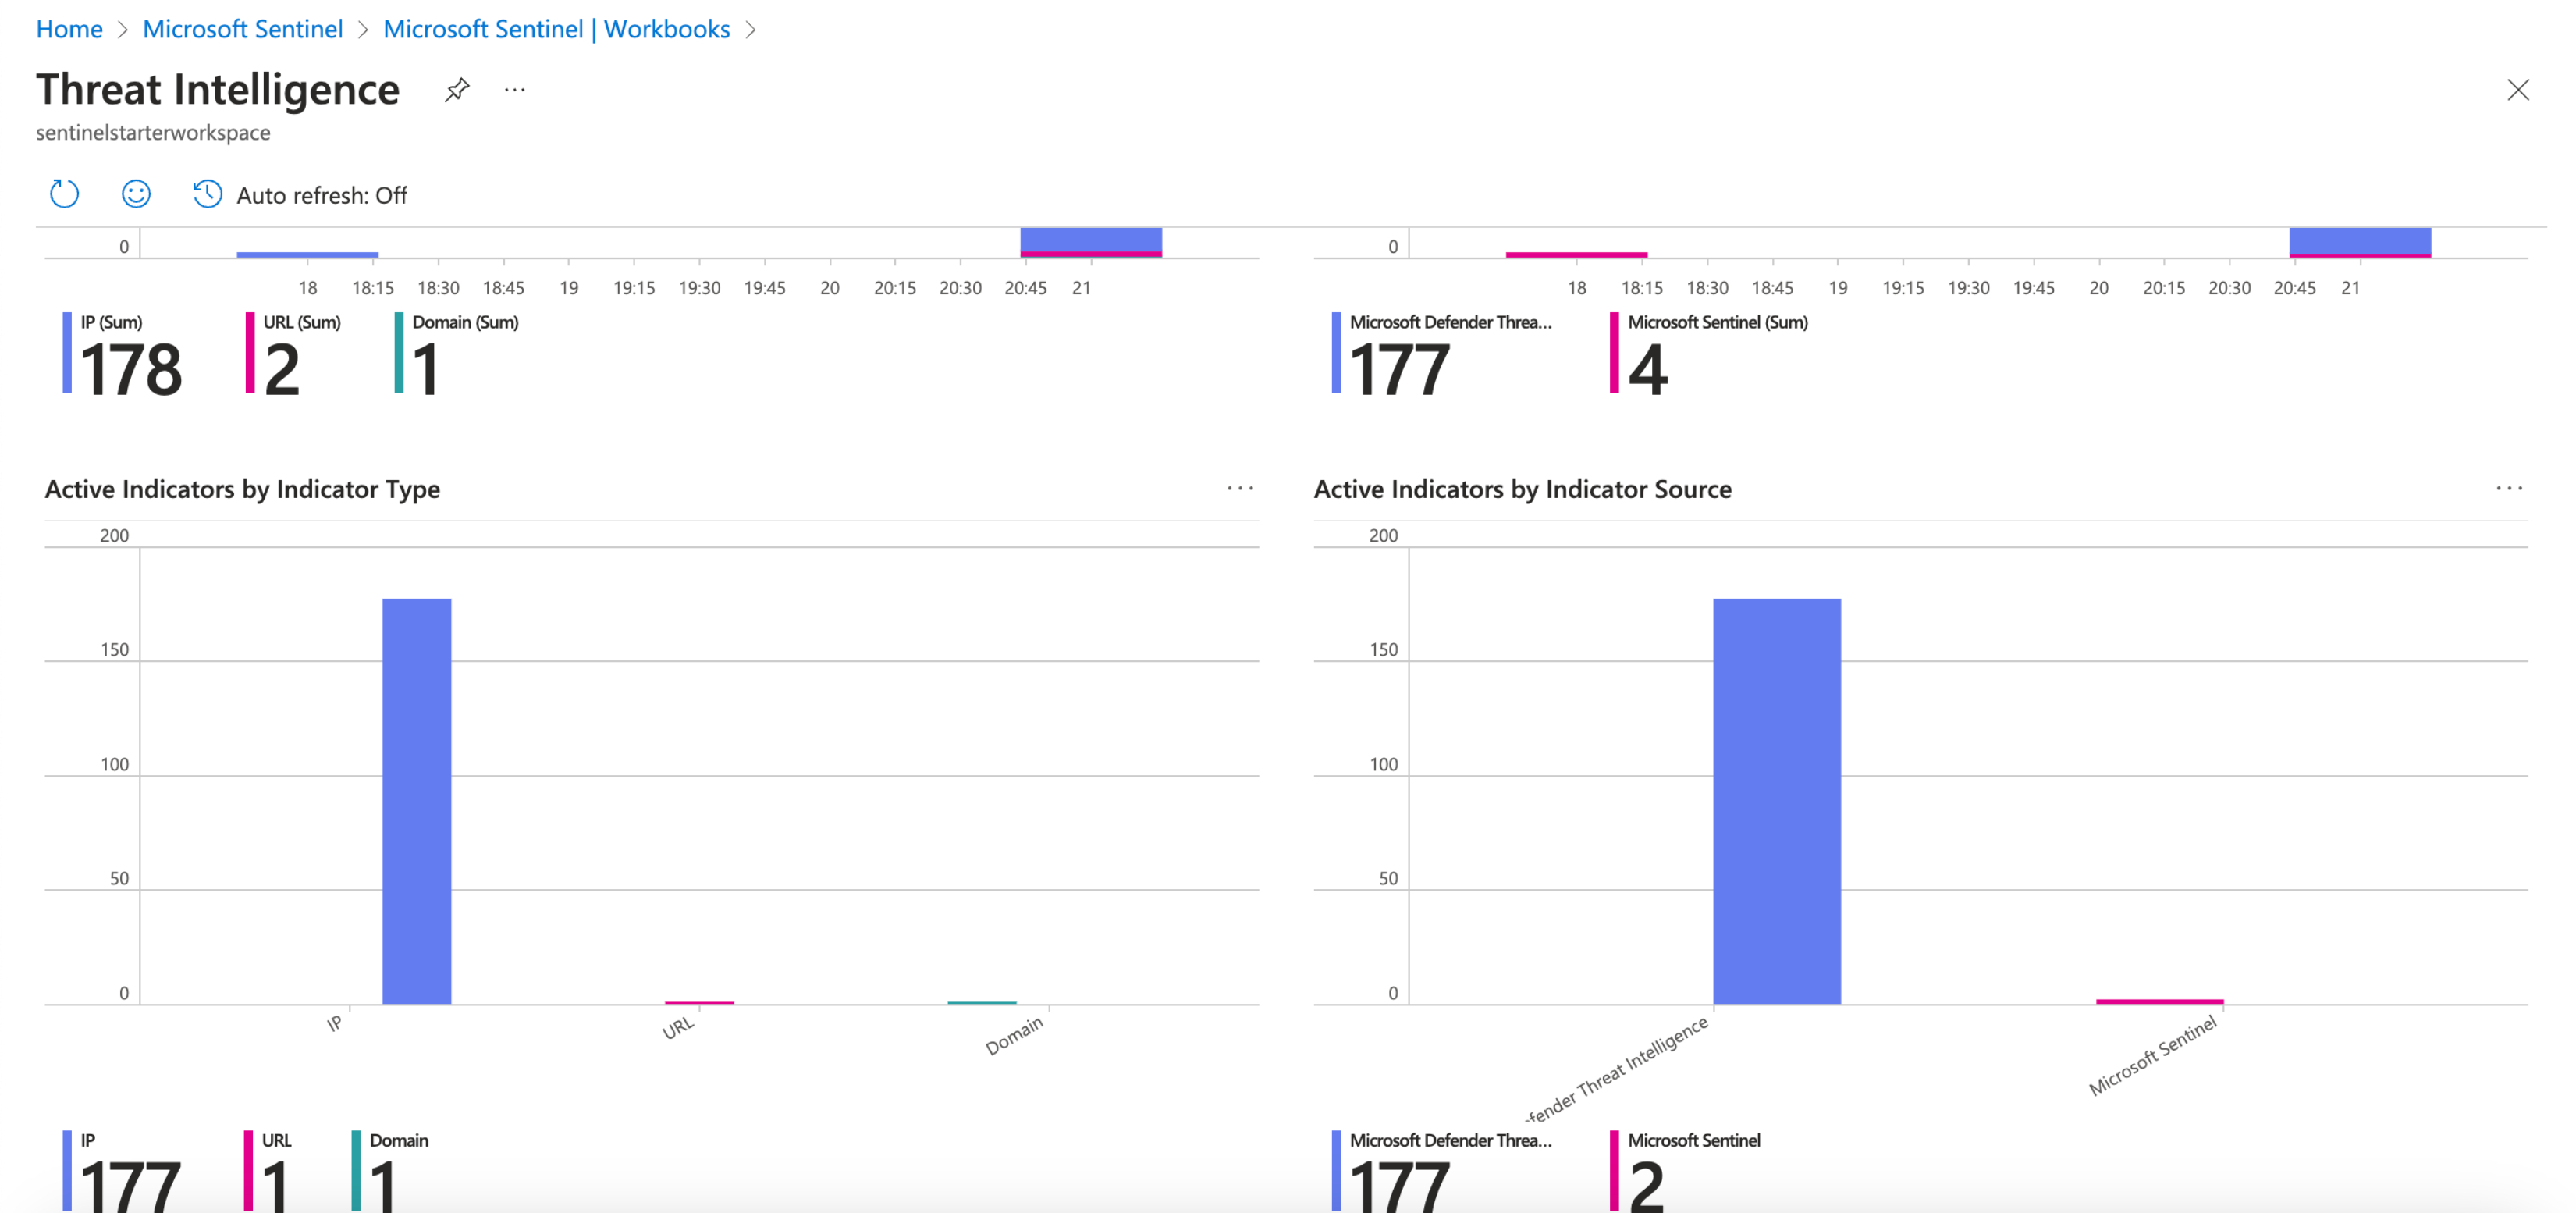 Home > Microsoft Sentinel > Microsoft Sentinel | Workbooks >
Threat Intelligence
sentinelstarterworkspace
Auto refresh: Off
0
18 18:15 18:30 18:45 19 19:15 19:30 19:45 20 20:15 20:30 20:45 21
IP (Sum) URL (Sum) Domain (Sum)
178 2 1
0
18 18:15 18:30 18:45 19 19:15 19:30 19:45 20 20:15 20:30 20:45 21
Microsoft Defender Threa... Microsoft Sentinel (Sum)
177 4
Active Indicators by Indicator Type
200
150
100
50
0
IP URL Domain
IP URL Domain
177 1 1
Active Indicators by Indicator Source
200
150
100
50
0
fender Threat Intelligence Microsoft Sentinel
Microsoft Defender Threa... Microsoft Sentinel
177 2